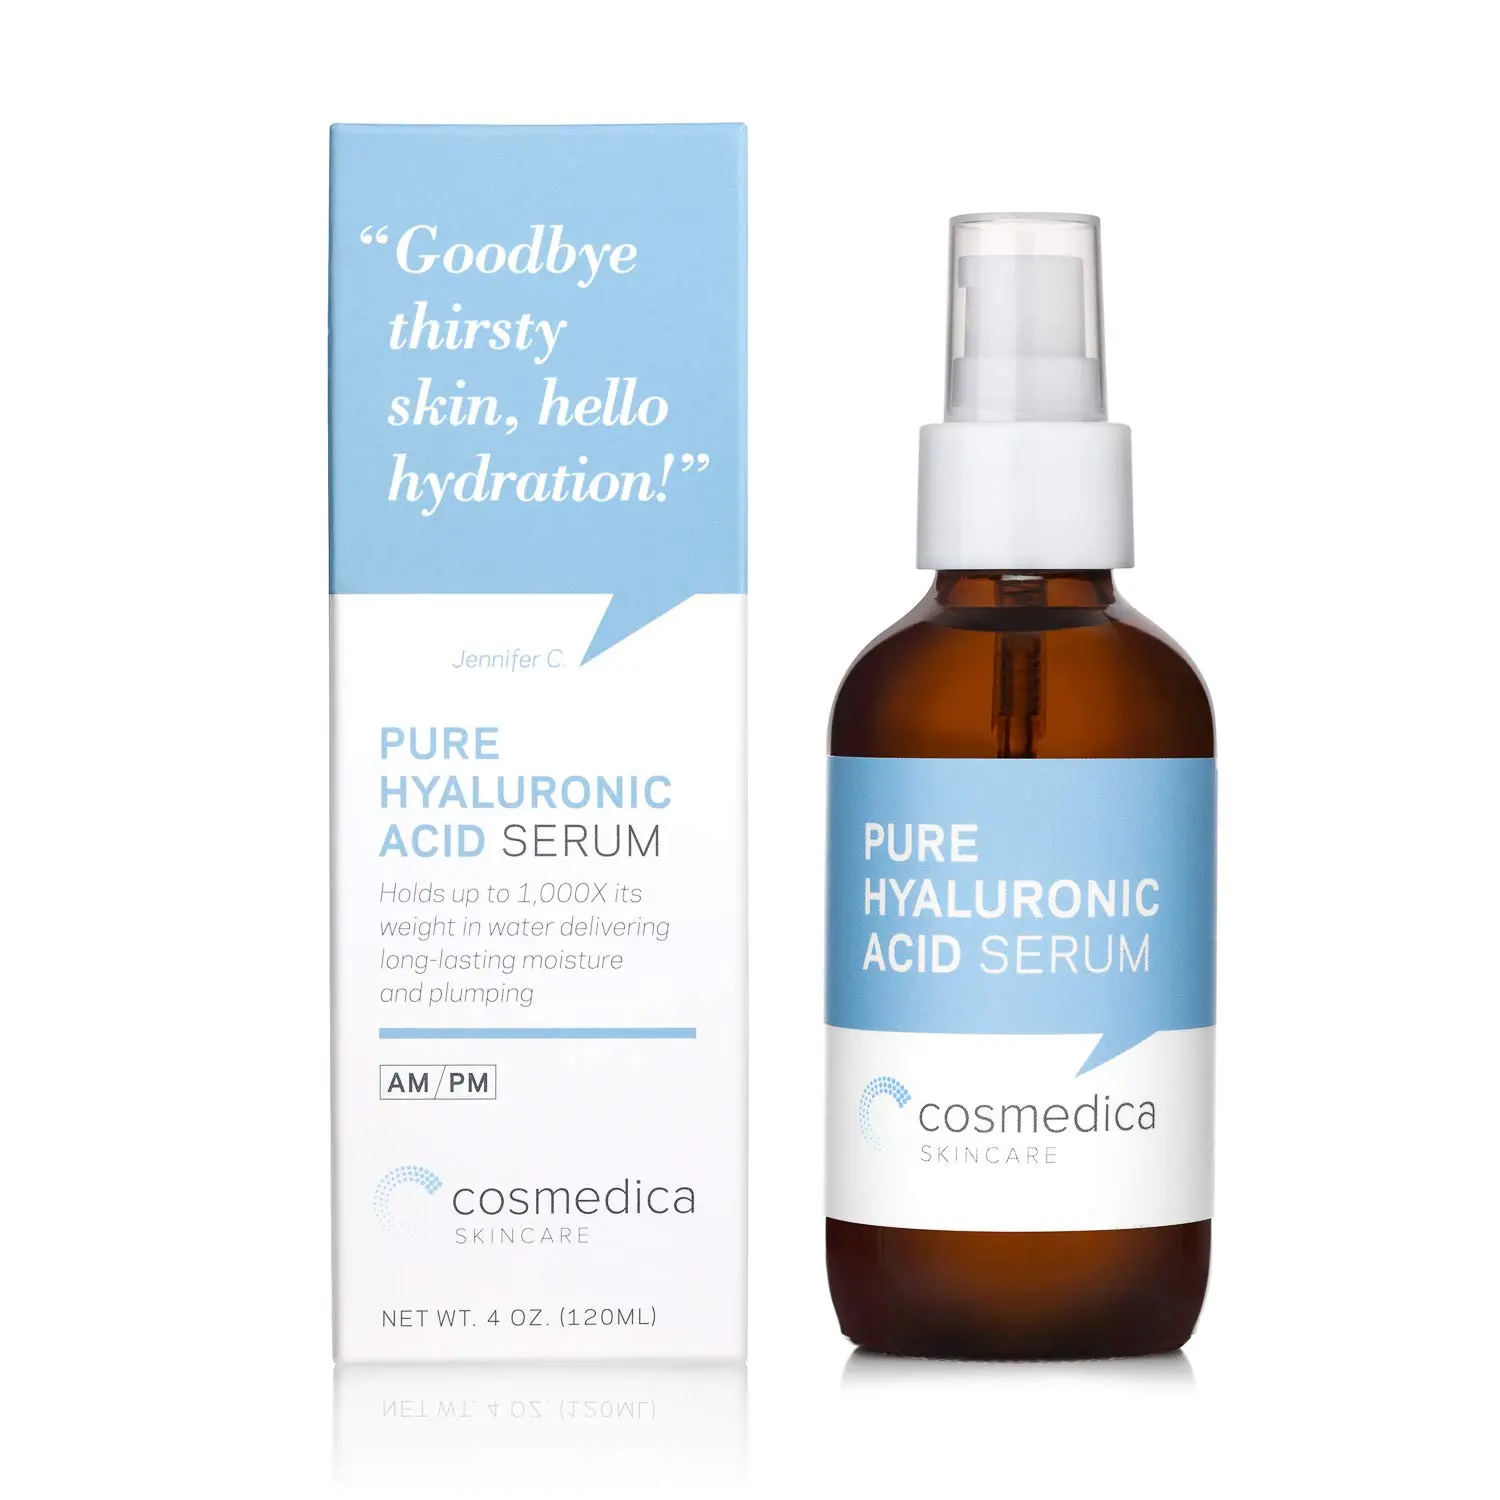 “Goodbye
thirsty
skin, hello
hydration!”
Jennifer C.
PURE
HYALURONIC
ACID SERUM
Holds up to 1,000X its
weight in water delivering
long-lasting moisture
and plumping
AM/PM
cosmedica
SKINCARE
NET WT. 4 OZ. (120ML)
PURE
HYALURONIC
ACID SERUM
cosmedica
SKINCARE